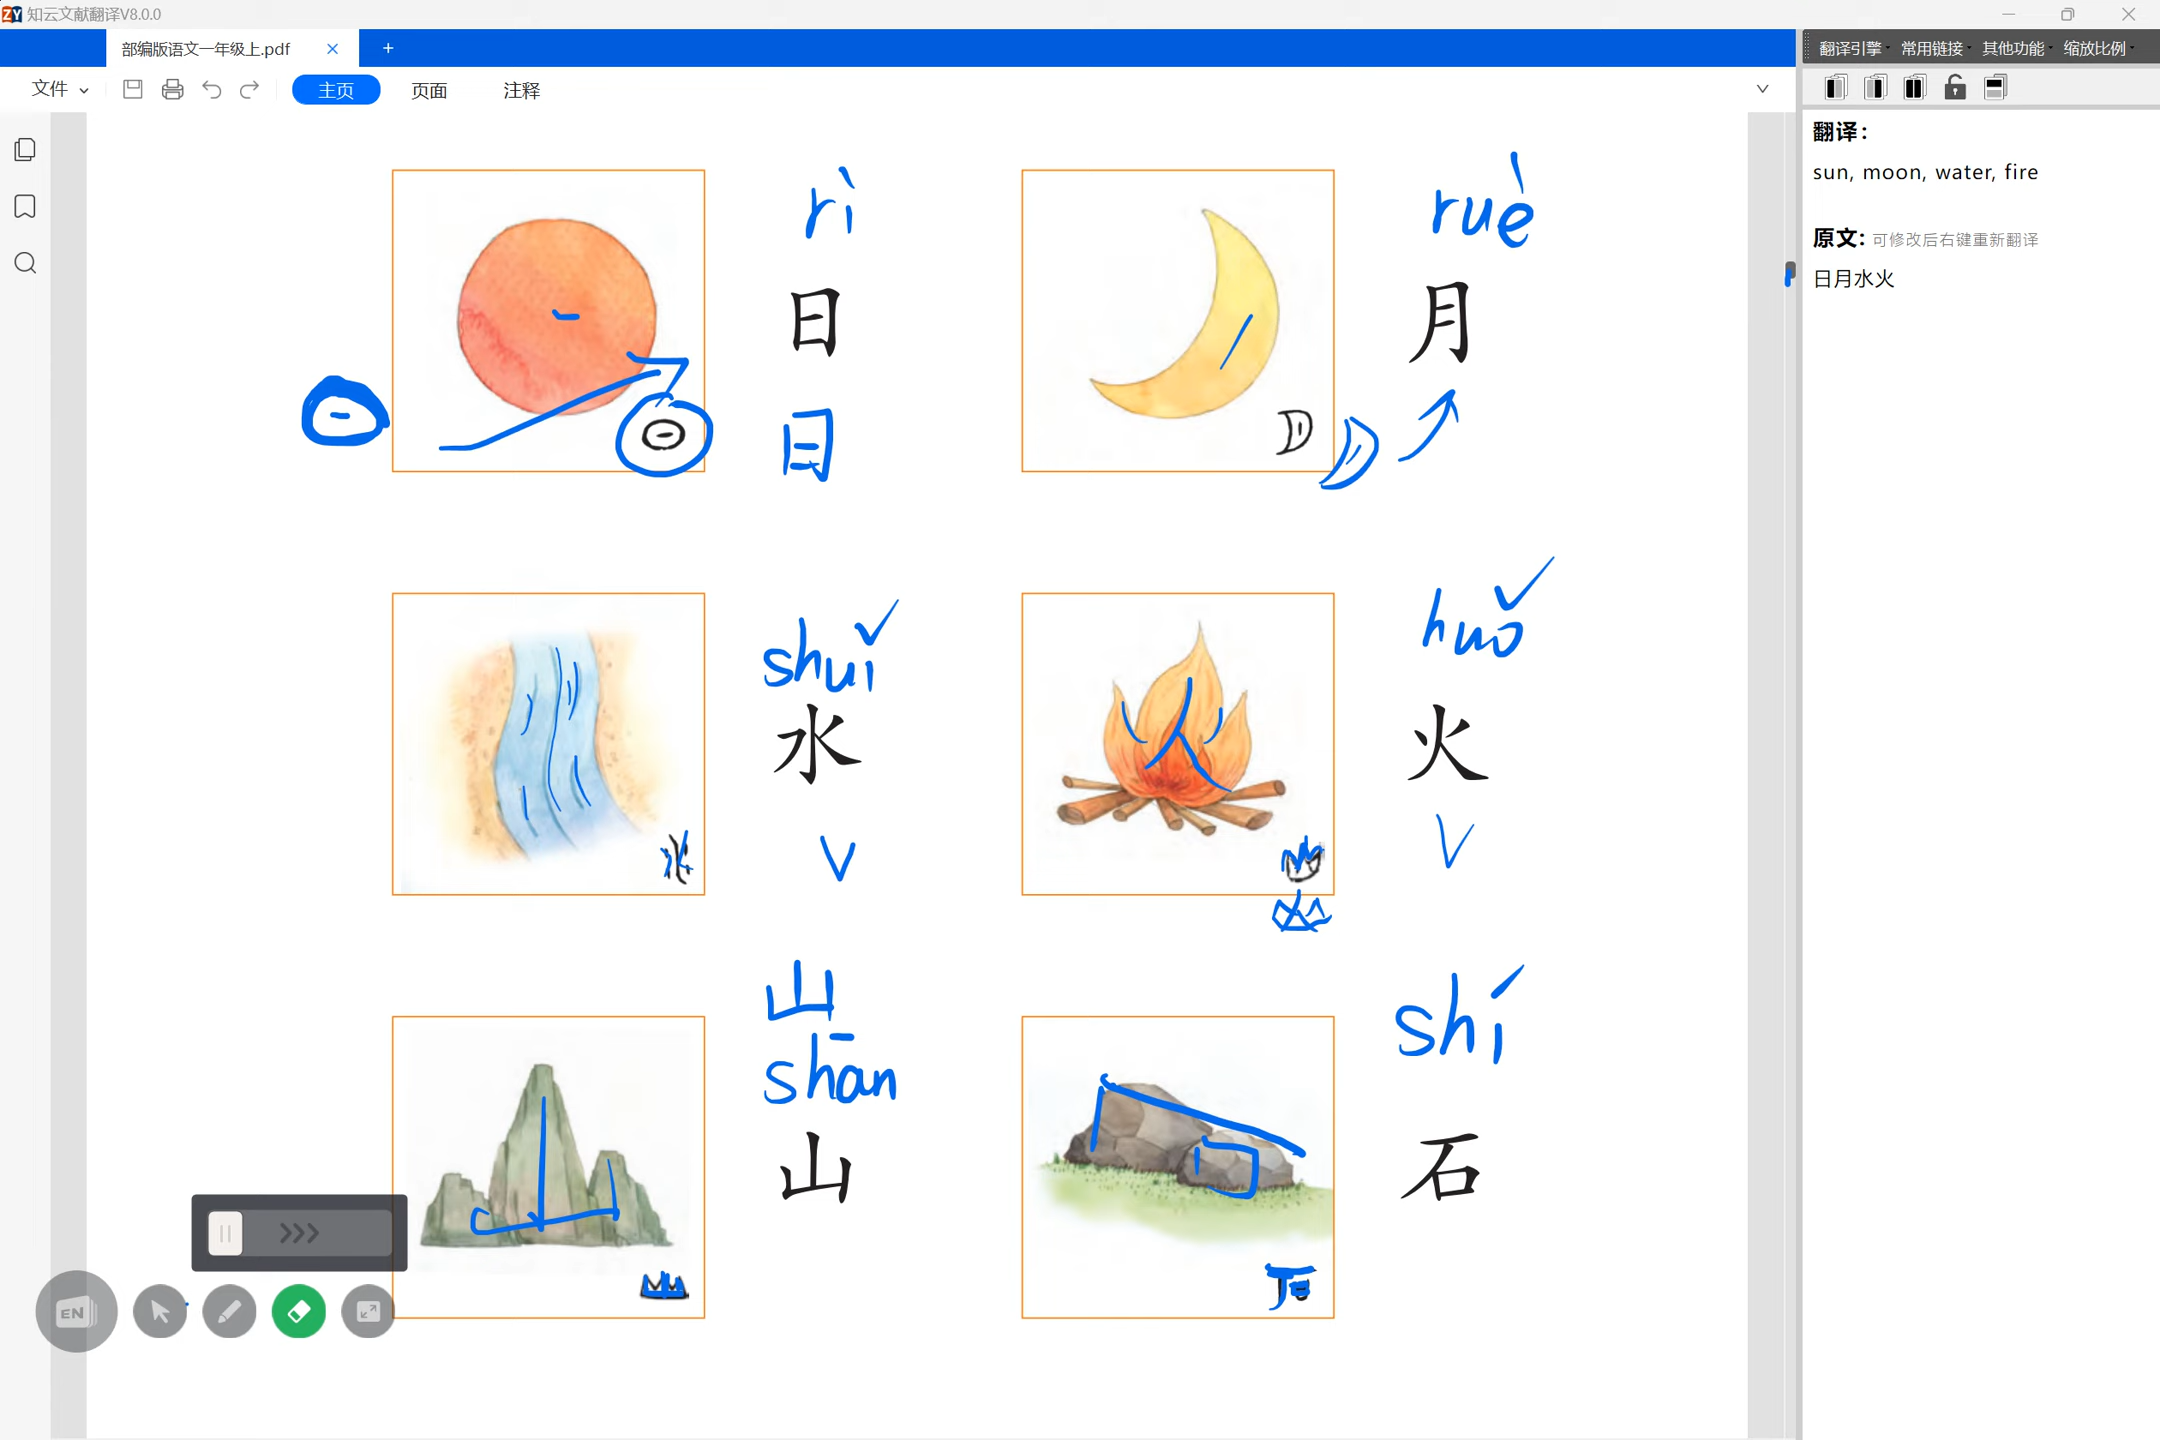 知云文献翻译V8.0.0
部编版语文一年级上.pdf
文件
主页
页面
注释
翻译引擎
常用链接
其他功能
缩放比例
翻译：
sun, moon, water, fire
原文: 可修改后右键重新翻译
日月水火
rì
ruè
日
月
日
shuǐ
huǒ
水
火
山
shān
shí
山
石
EN